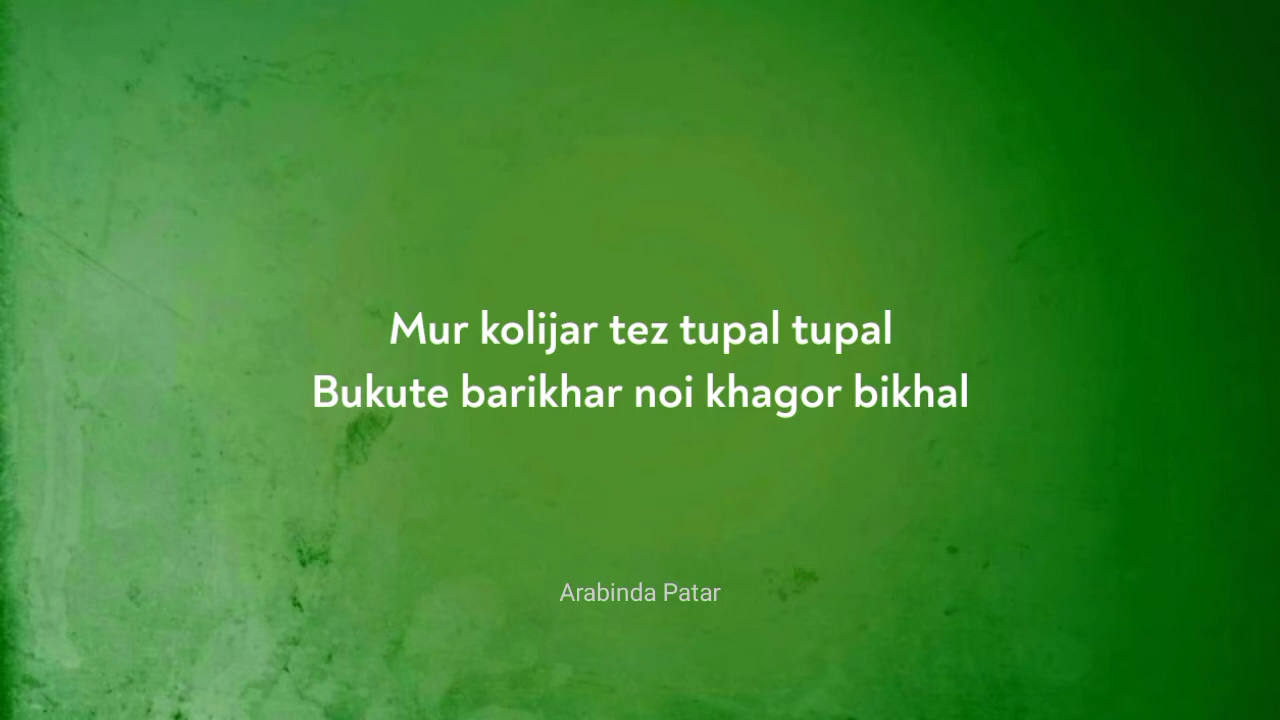 Mur kolijar tez tupal tupal
Bukute barikhar noi khagor bikhal
Arabinda Patar